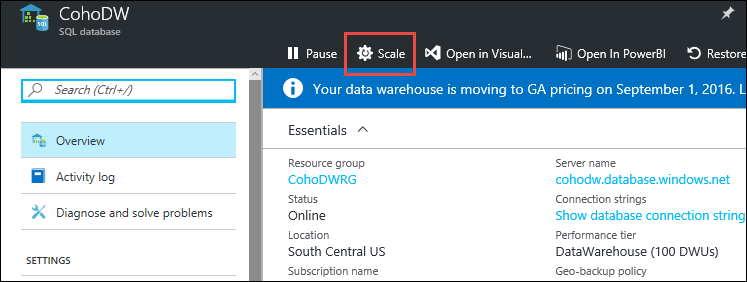 CohoDW
SQL database
Pause Scale Open in Visual... Open In PowerBI Restore
Search (Ctrl+/)
Your data warehouse is moving to GA pricing on September 1, 2016. L
Overview
Activity log
Diagnose and solve problems
SETTINGS
Essentials
Resource group
CohoDWRG
Status
Online
Location
South Central US
Subscription name
Server name
cohodw.database.windows.net
Connection strings
Show database connection string
Performance tier
DataWarehouse (100 DWUs)
Geo-backup policy